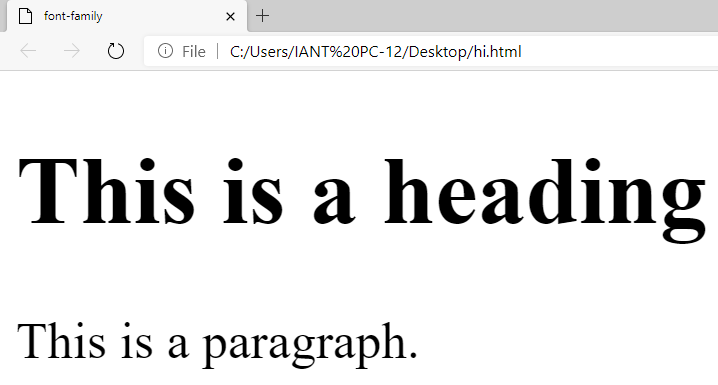 font-family
File
C:/Users/IANT%20PC-12/Desktop/hi.html
This is a heading
This is a paragraph.